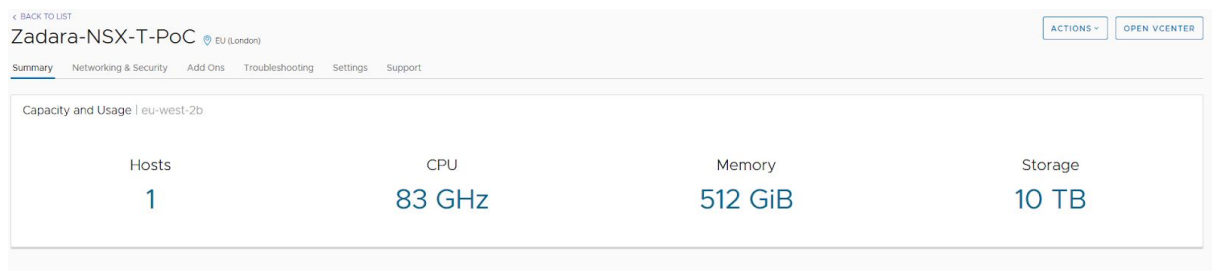 < BACK TO LIST
Zadara-NSX-T-PoC EU (London)
ACTIONS OPEN VCENTER
Summary Networking & Security Add Ons Troubleshooting Settings Support
Capacity and Usage | eu-west-2b
Hosts CPU Memory Storage
1 83 GHz 512 GiB 10 TB